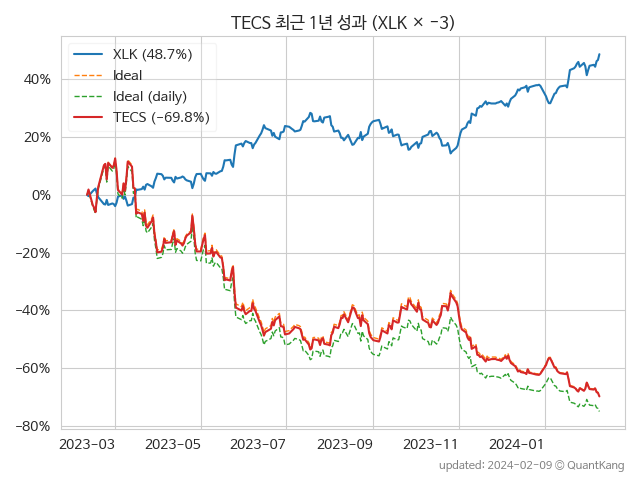 TECS 최근 1년 성과 (XLK × −3)
XLK (48.7%)
Ideal
Ideal (daily)
TECS (−69.8%)
40%
20%
0%
−20%
−40%
−60%
−80%
2023-03 2023-05 2023-07 2023-09 2023-11 2024-01
updated: 2024-02-09 © QuantKang